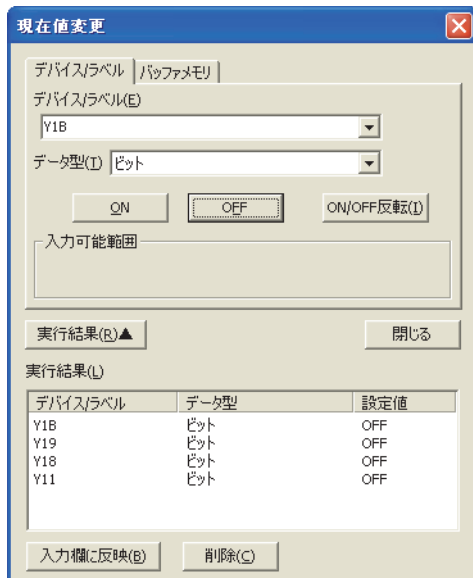 現在値変更
デバイス/ラベル バッファメモリ
デバイス/ラベル(E)
Y1B
データ型(T) ビット
ON OFF ON/OFF反転(I)
入力可能範囲
実行結果(R)▲ 閉じる
実行結果(L)
デバイス/ラベル データ型 設定値
Y1B ビット OFF
Y19 ビット OFF
Y18 ビット OFF
Y11 ビット OFF
入力欄に反映(B) 削除(C)